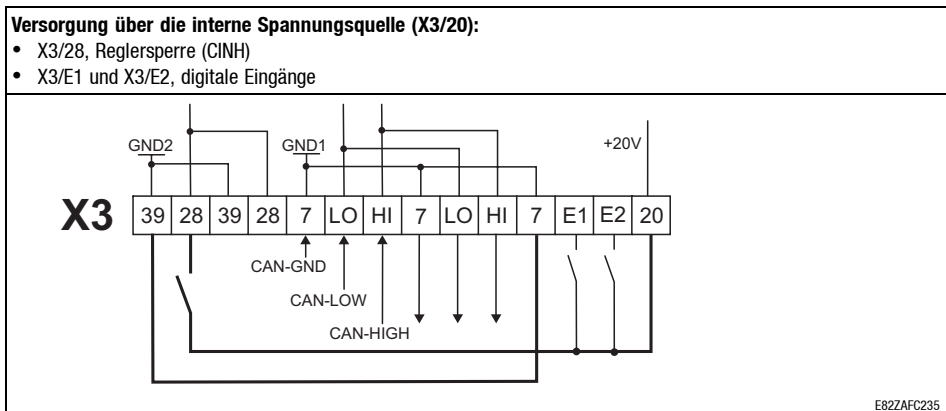 Versorgung über die interne Spannungsquelle (X3/20):
• X3/28, Reglersperre (CINH)
• X3/E1 und X3/E2, digitale Eingänge
GND2 GND1 +20V
X3 39 28 39 28 7 LO HI 7 LO HI 7 E1 E2 20
CAN-GND
CAN-LOW
CAN-HIGH
E82ZAFC235